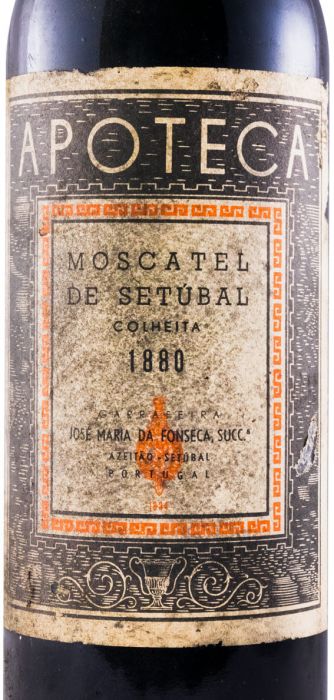 APOTECA
MOSCATEL
DE SETÚBAL
COLHEITA
1880
GARRAFEIRA
JOSÉ MARIA DA FONSECA, SUCC.ª
AZEITÃO-SETÚBAL
PORTUGAL